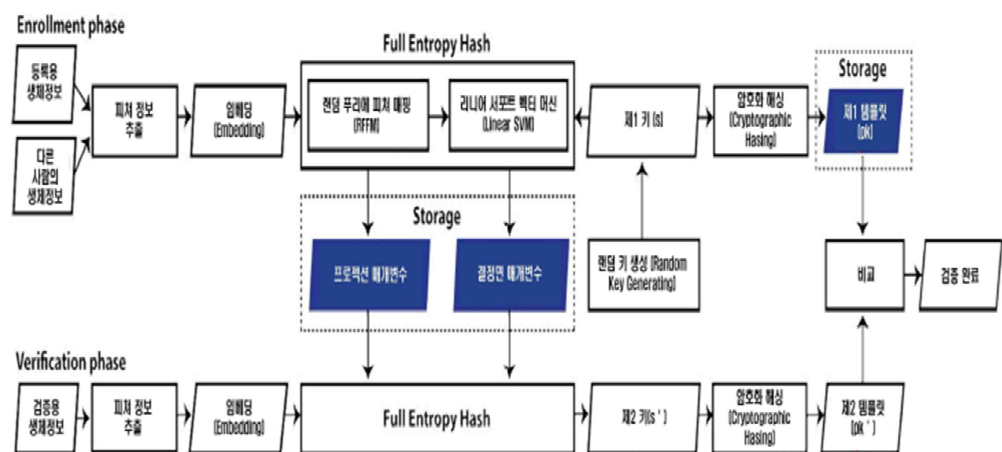 Enrollment phase
등록용
생체정보
다른
사람의
생체정보
피쳐 정보
추출
임베딩
(Embedding)
Full Entropy Hash
랜덤 푸리에 피쳐 매핑
(RFFM)
리니어 서포트 벡터 머신
(Linear SVM)
제1 키 (s)
암호화 해싱
(Cryptographic
Hasing)
Storage
제1 템플릿
(pk)
Storage
프로젝션 매개변수
결정면 매개변수
랜덤 키 생성 (Random
Key Generating)
비교
검증 완료
Verification phase
검증용
생체정보
피쳐 정보
추출
임베딩
(Embedding)
Full Entropy Hash
제2 키(s ')
암호화 해싱
(Cryptographic
Hasing)
제2 템플릿
(pk ')